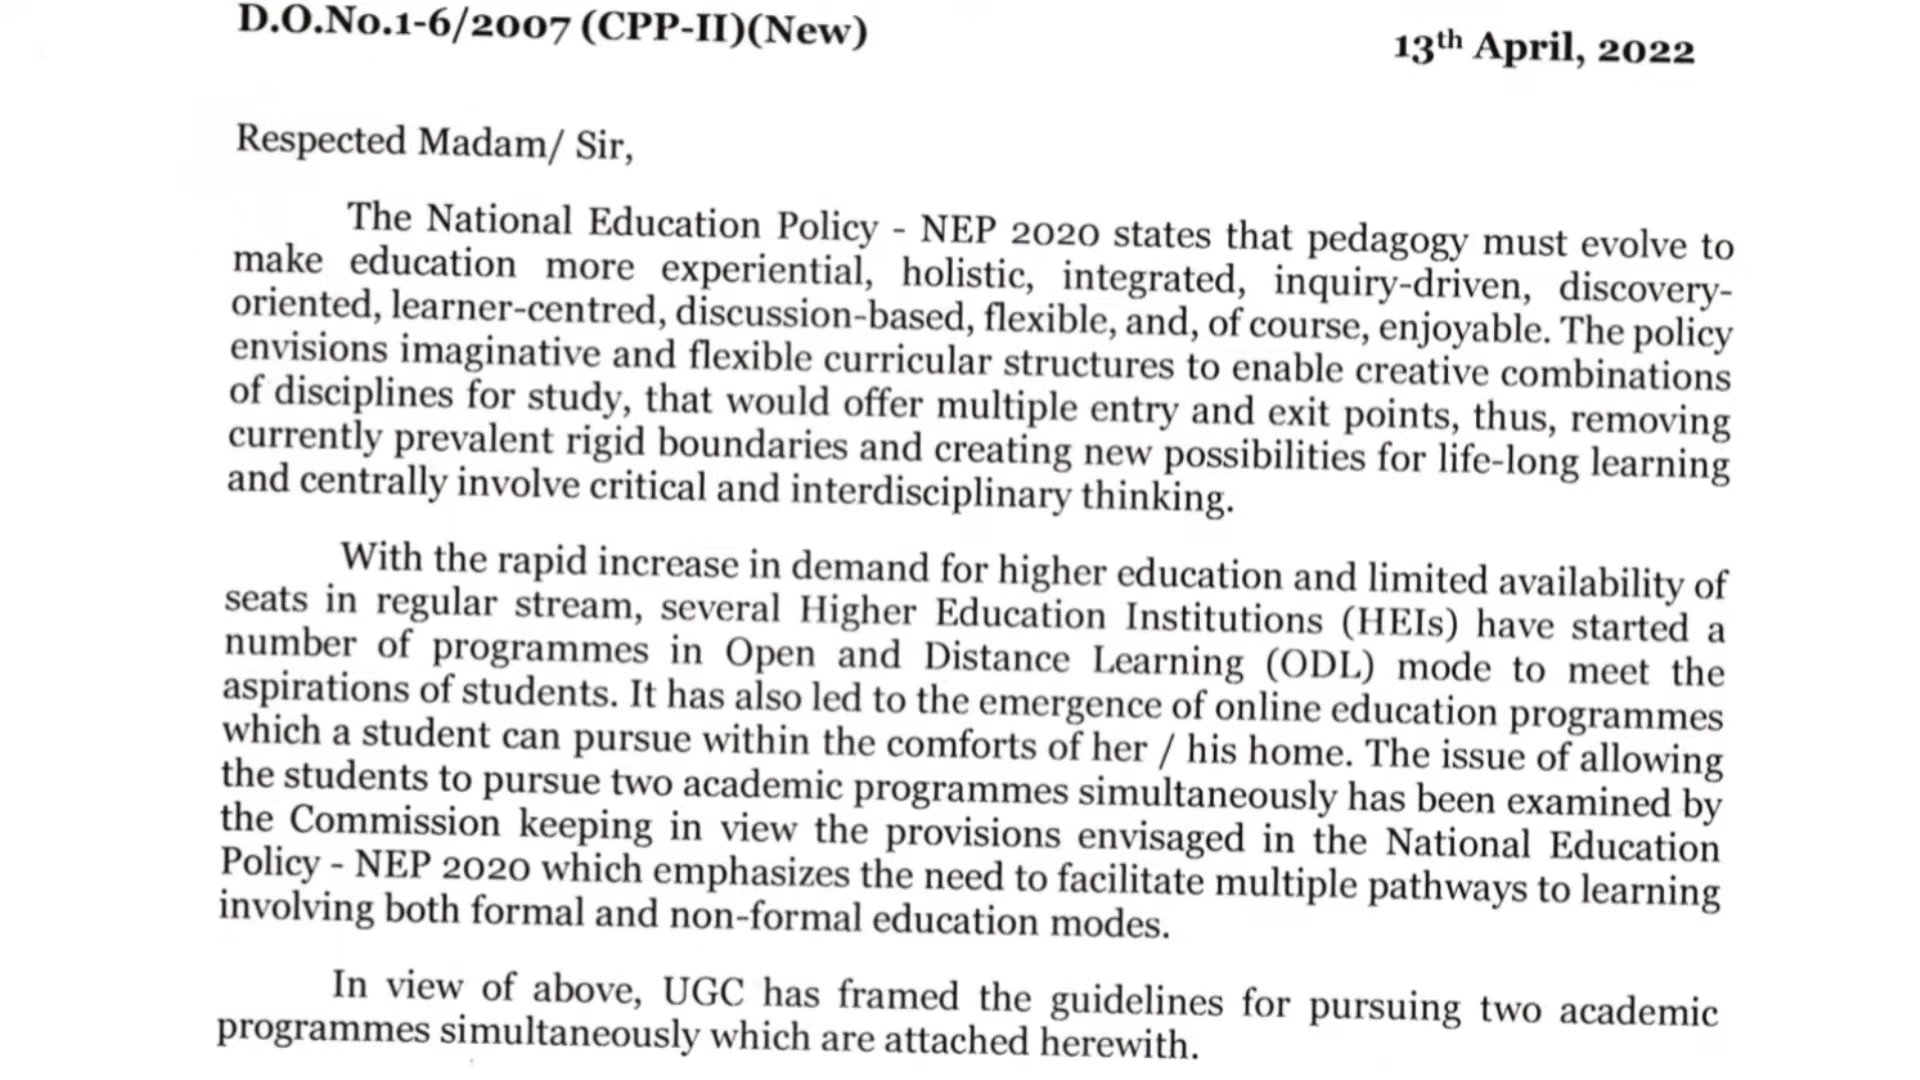 D.O.No.1-6/2007 (CPP-II)(New)
13th April, 2022
Respected Madam/ Sir,
The National Education Policy - NEP 2020 states that pedagogy must evolve to
make education more experiential, holistic, integrated, inquiry-driven, discovery-
oriented, learner-centred, discussion-based, flexible, and, of course, enjoyable. The policy
envisions imaginative and flexible curricular structures to enable creative combinations
of disciplines for study, that would offer multiple entry and exit points, thus, removing
currently prevalent rigid boundaries and creating new possibilities for life-long learning
and centrally involve critical and interdisciplinary thinking.
With the rapid increase in demand for higher education and limited availability of
seats in regular stream, several Higher Education Institutions (HEIs) have started a
number of programmes in Open and Distance Learning (ODL) mode to meet the
aspirations of students. It has also led to the emergence of online education programmes
which a student can pursue within the comforts of her / his home. The issue of allowing
the students to pursue two academic programmes simultaneously has been examined by
the Commission keeping in view the provisions envisaged in the National Education
Policy - NEP 2020 which emphasizes the need to facilitate multiple pathways to learning
involving both formal and non-formal education modes.
In view of above, UGC has framed the guidelines for pursuing two academic
programmes simultaneously which are attached herewith.